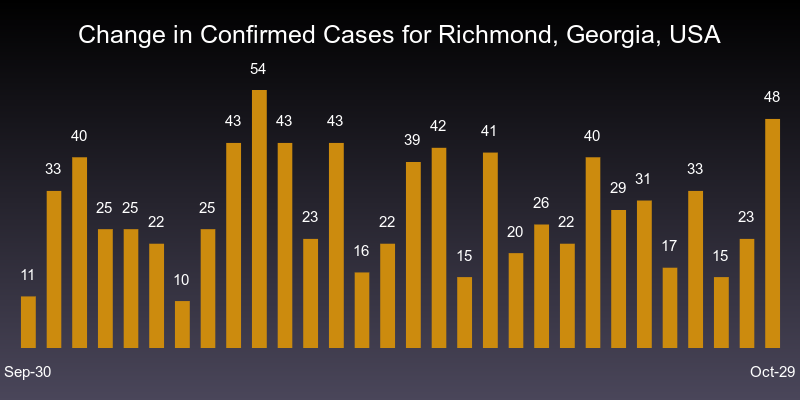 Change in Confirmed Cases for Richmond, Georgia, USA
11 33 40 25 25 22 10 25 43 54 43 23 43 16 22 39 42 15 41 20 26 22 40 29 31 17 33 15 23 48
Sep-30 Oct-29